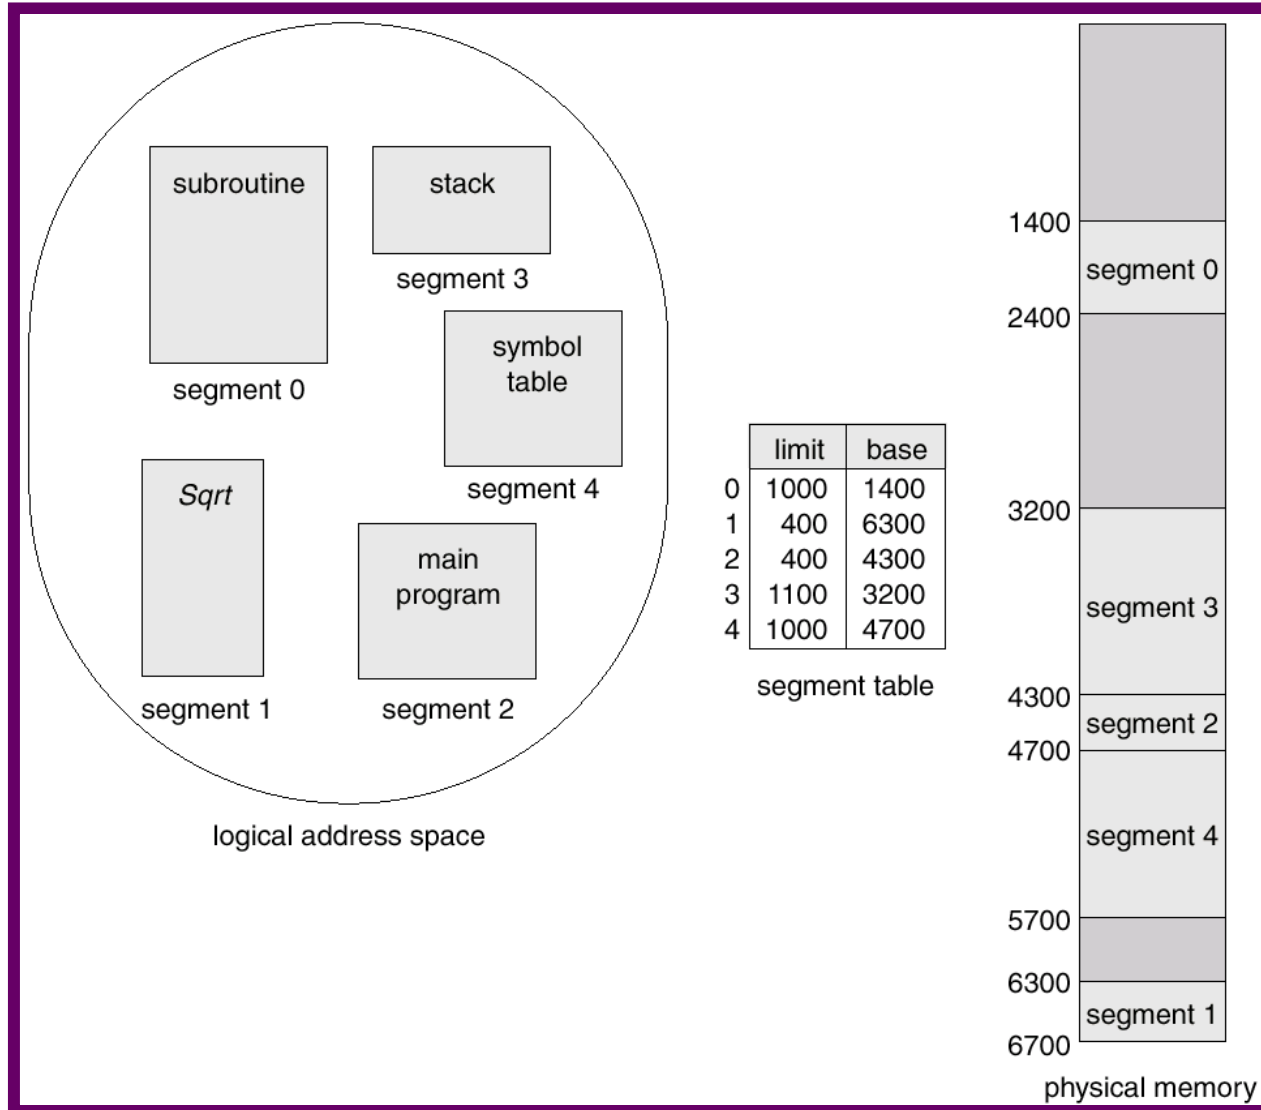 subroutine
segment 0
stack
segment 3
symbol
table
segment 4
Sqrt
segment 1
main
program
segment 2
logical address space
limit base
0 1000 1400
1 400 6300
2 400 4300
3 1100 3200
4 1000 4700
segment table
1400
segment 0
2400
3200
segment 3
4300
segment 2
4700
segment 4
5700
6300
segment 1
6700
physical memory